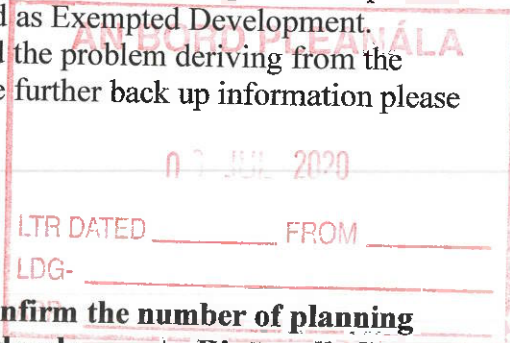 d as Exempted Development.
AN BORD PLEANÁLA
d the problem deriving from the
e further back up information please
JUL 2020
LTR DATED FROM
LDG-
nfirm the number of planning